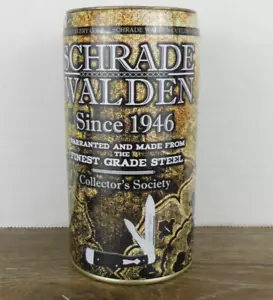 SCHRADE
WALDEN
Since 1946
WARRANTED AND MADE FROM
THE
FINEST GRADE STEEL
Collector's Society